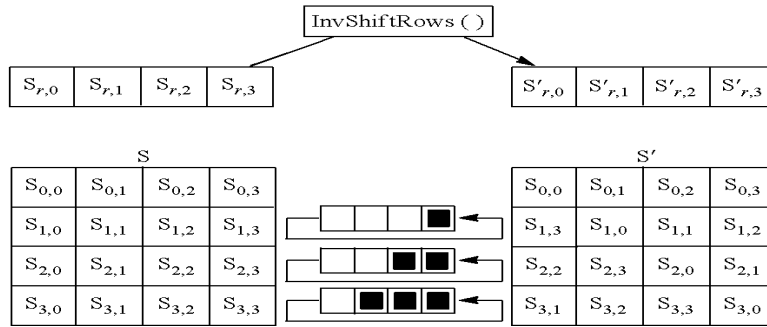 InvShiftRows ( )
S_{r,0} S_{r,1} S_{r,2} S_{r,3} S′_{r,0} S′_{r,1} S′_{r,2} S′_{r,3}
S S′
S_{0,0} S_{0,1} S_{0,2} S_{0,3} S_{0,0} S_{0,1} S_{0,2} S_{0,3}
S_{1,0} S_{1,1} S_{1,2} S_{1,3} S_{1,3} S_{1,0} S_{1,1} S_{1,2}
S_{2,0} S_{2,1} S_{2,2} S_{2,3} S_{2,2} S_{2,3} S_{2,0} S_{2,1}
S_{3,0} S_{3,1} S_{3,2} S_{3,3} S_{3,1} S_{3,2} S_{3,3} S_{3,0}